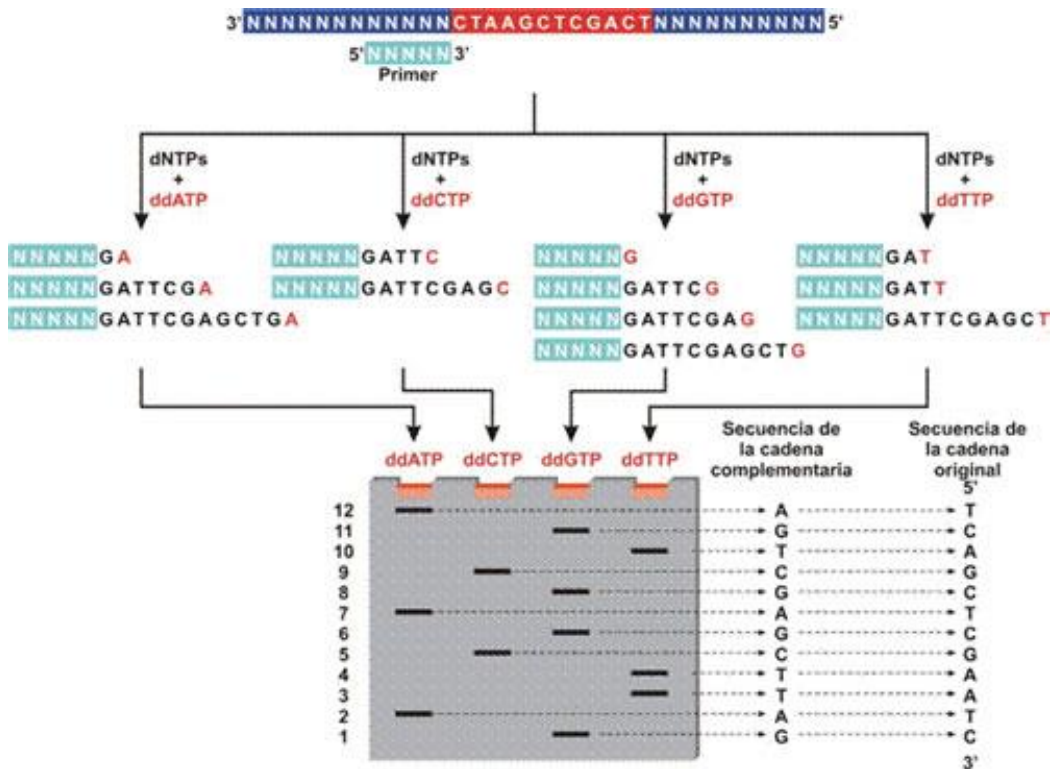 3' NNNNNNNNNNNNNCTAAGCTCGACTNNNNNNNNNN 5'
5' NNNNN 3'
Primer
dNTPs
+
ddATP
dNTPs
+
ddCTP
dNTPs
+
ddGTP
dNTPs
+
ddTTP
NNNNNGA
NNNNNGATTCGA
NNNNNGATTCGAGCTGA
NNNNNGATTC
NNNNNGATTCGAGC
NNNNNG
NNNNNGATTCG
NNNNNGATTCGAG
NNNNNGATTCGAGCTG
NNNNNGAT
NNNNNGATT
NNNNNGATTCGAGCT
ddATP ddCTP ddGTP ddTTP
Secuencia de
la cadena
complementaria
Secuencia de
la cadena
original
5'
12 A T
11 G C
10 T A
9 C G
8 G C
7 A T
6 G C
5 C G
4 T A
3 T A
2 A T
1 G C
3'